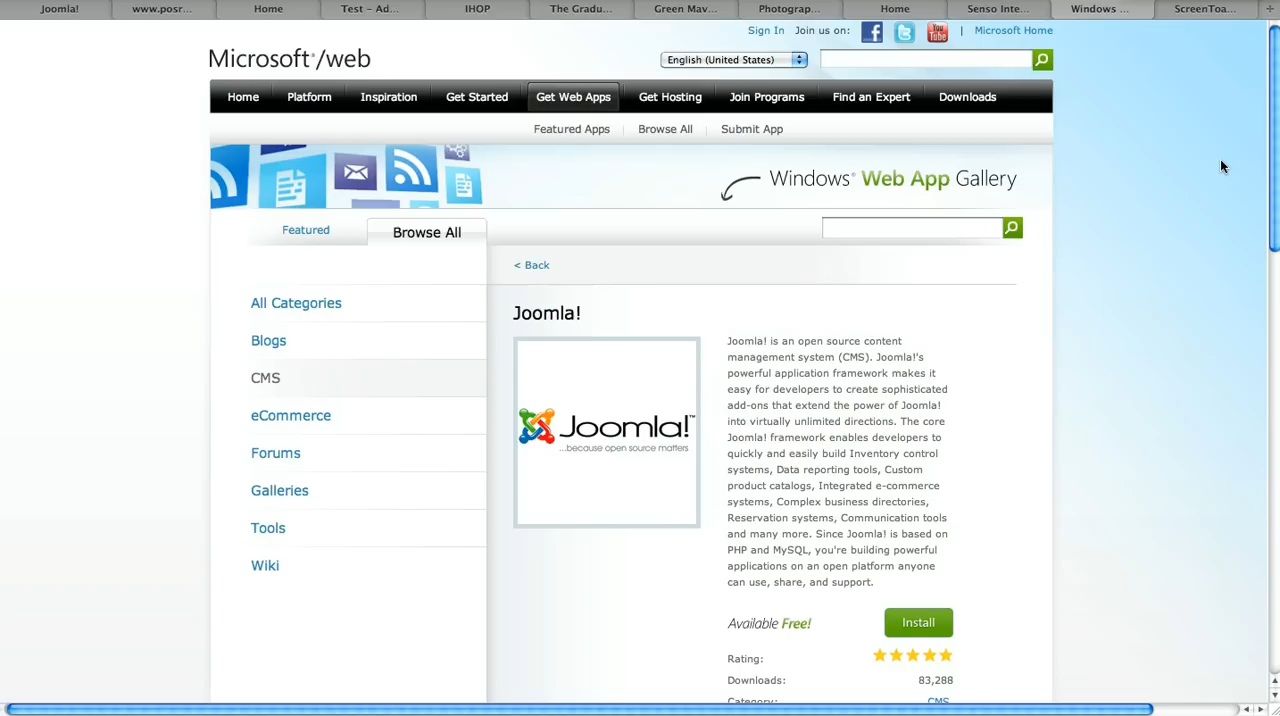 Joomla!
www.posr...
Home
Test – Ad...
IHOP
The Gradu...
Green Mav...
Photograp...
Home
Senso Inte...
Windows ...
ScreenToa...
Sign In
Join us on:
Microsoft Home
Microsoft®/web
English (United States)
Home
Platform
Inspiration
Get Started
Get Web Apps
Get Hosting
Join Programs
Find an Expert
Downloads
Featured Apps
Browse All
Submit App
Windows® Web App Gallery
Featured
Browse All
< Back
All Categories
Blogs
CMS
eCommerce
Forums
Galleries
Tools
Wiki
Joomla!
Joomla!™
...because open source matters
Joomla! is an open source content
management system (CMS). Joomla!'s
powerful application framework makes it
easy for developers to create sophisticated
add-ons that extend the power of Joomla!
into virtually unlimited directions. The core
Joomla! framework enables developers to
quickly and easily build Inventory control
systems, Data reporting tools, Custom
product catalogs, Integrated e-commerce
systems, Complex business directories,
Reservation systems, Communication tools
and many more. Since Joomla! is based on
PHP and MySQL, you're building powerful
applications on an open platform anyone
can use, share, and support.
Available Free!
Install
Rating:
Downloads:
83,288
Category:
CMS
You Tube